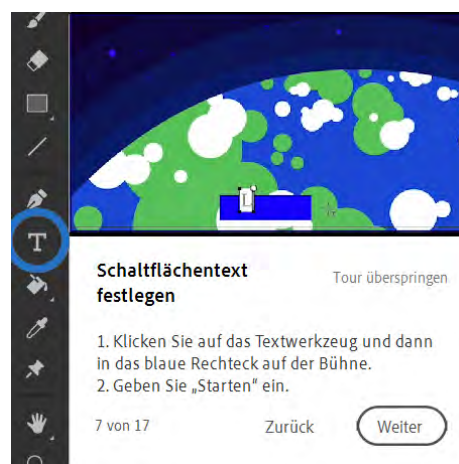 Schaltflächentext
festlegen
Tour überspringen
1. Klicken Sie auf das Textwerkzeug und dann
in das blaue Rechteck auf der Bühne.
2. Geben Sie „Starten“ ein.
7 von 17
Zurück
Weiter